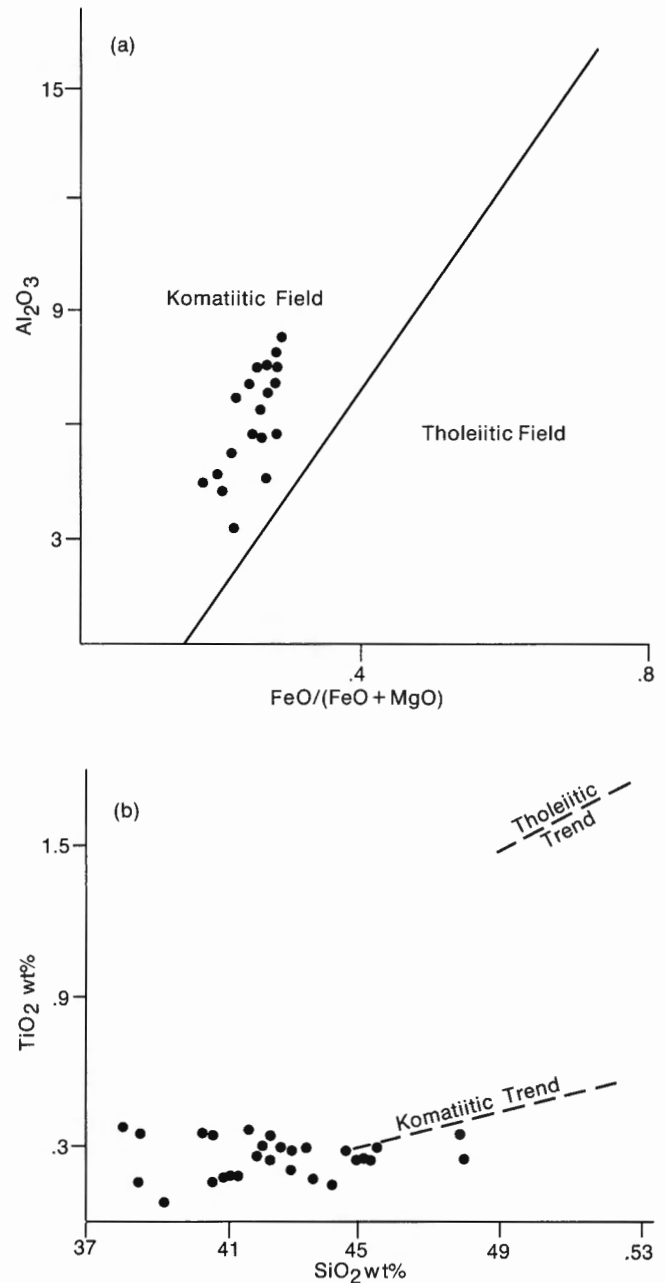 (a)
15
9
3
Al₂O₃
Komatiitic Field
Tholeiitic Field
.4
.8
FeO/(FeO + MgO)
(b)
Tholeiitic
Trend
1.5
.9
.3
TiO₂ wt%
Komatiitic Trend
37
41
45
49
.53
SiO₂ wt%